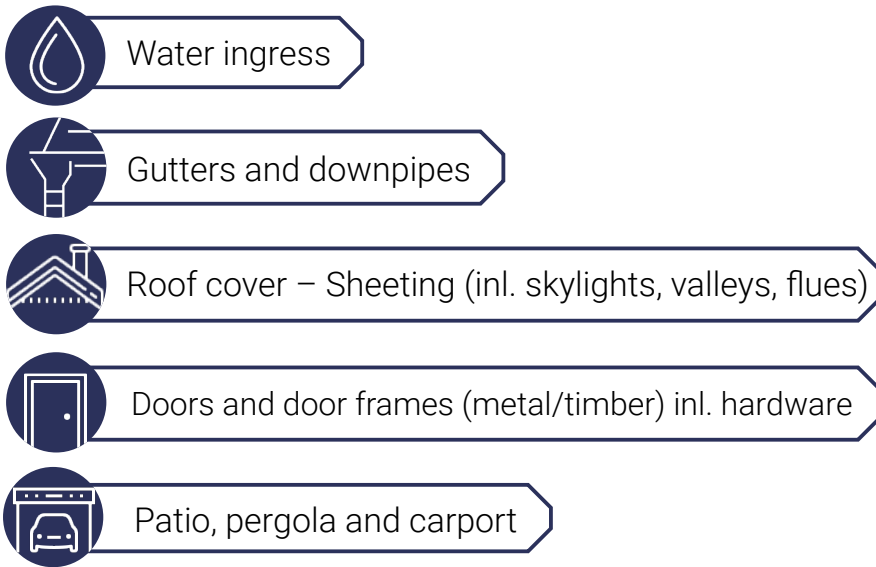 Water ingress
Gutters and downpipes
Roof cover – Sheeting (inl. skylights, valleys, flues)
Doors and door frames (metal/timber) inl. hardware
Patio, pergola and carport